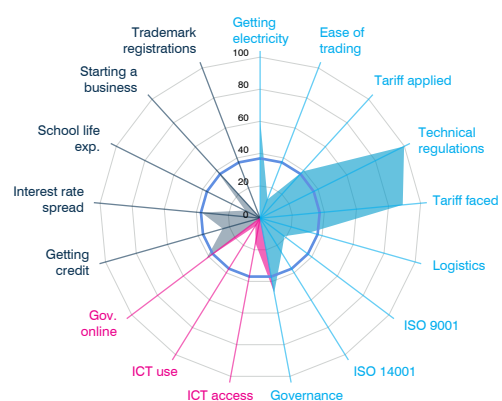 Getting
electricity
Ease of
trading
Tariff applied
Technical
regulations
Tariff faced
Logistics
ISO 9001
ISO 14001
Governance
ICT access
ICT use
Gov.
online
Getting
credit
Interest rate
spread
School life
exp.
Starting a
business
Trademark
registrations
100
80
60
40
20
0